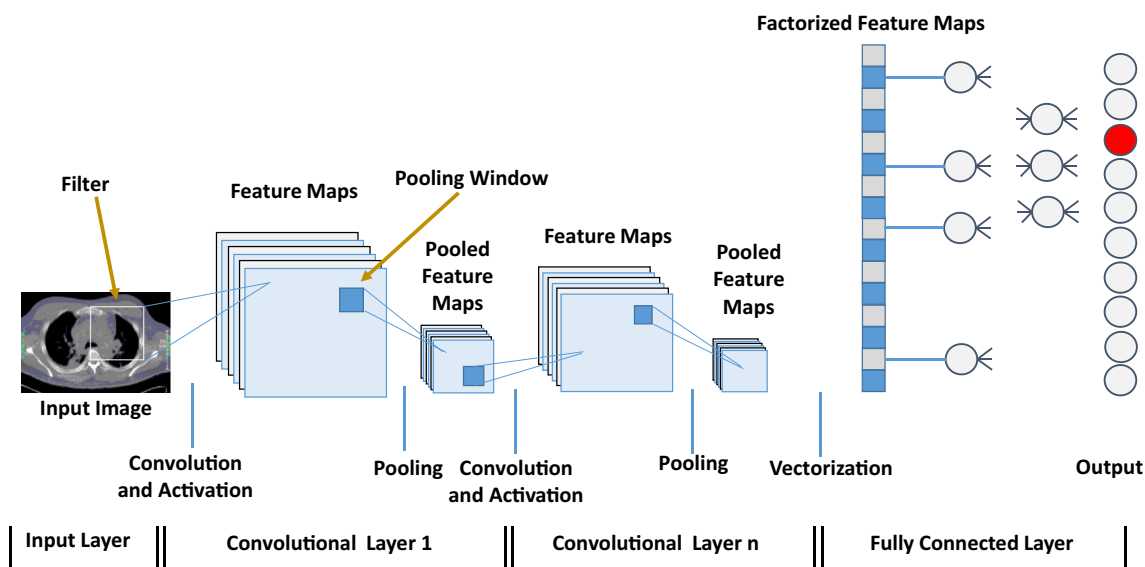 Factorized Feature Maps
Filter
Feature Maps
Pooling Window
Pooled
Feature
Maps
Feature Maps
Pooled
Feature
Maps
Input Image
Convolution
and Activation
Pooling
Convolution
and Activation
Pooling
Vectorization
Output
Input Layer
Convolutional Layer 1
Convolutional Layer n
Fully Connected Layer